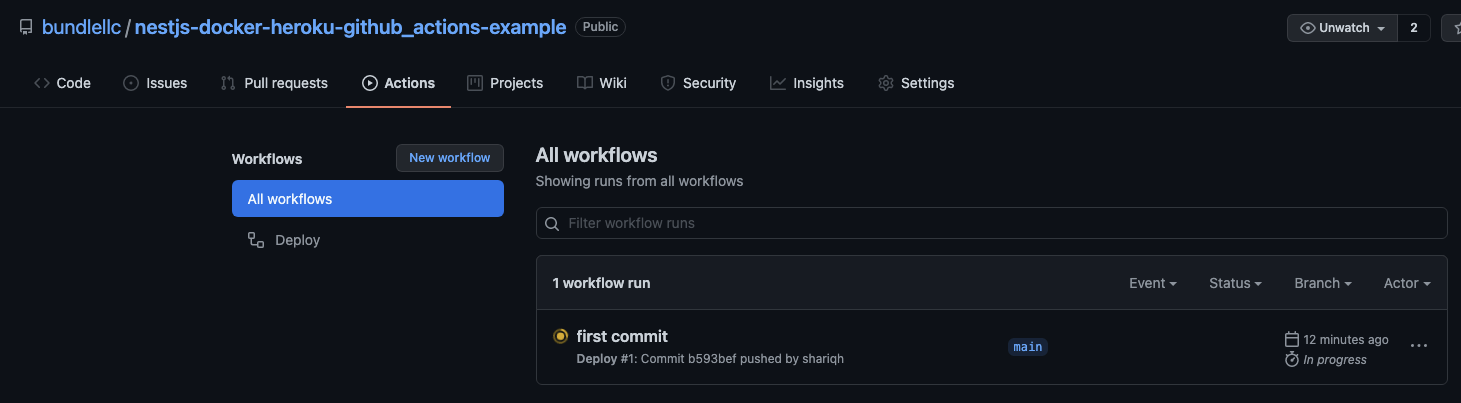 bundlellc / nestjs-docker-heroku-github_actions-example Public Unwatch 2
Code Issues Pull requests Actions Projects Wiki Security Insights Settings
Workflows New workflow
All workflows
Deploy
All workflows
Showing runs from all workflows
Filter workflow runs
1 workflow run Event Status Branch Actor
first commit
Deploy #1: Commit b593bef pushed by shariqh
main
12 minutes ago
In progress